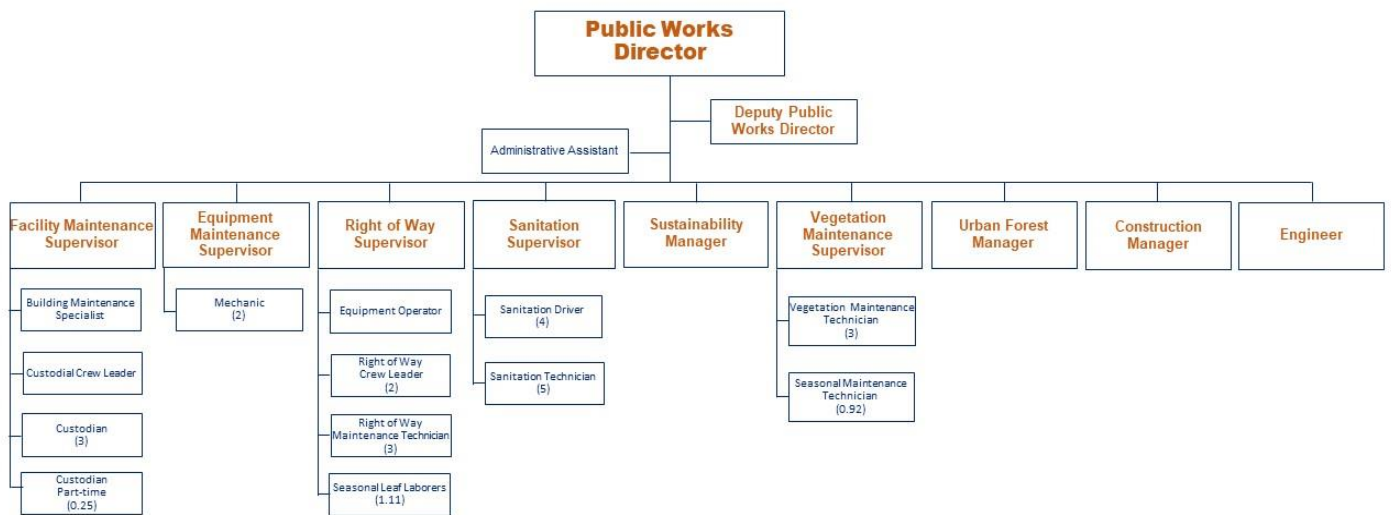 Public Works
Director
Deputy Public
Works Director
Administrative Assistant
Facility Maintenance
Supervisor
Equipment
Maintenance
Supervisor
Right of Way
Supervisor
Sanitation
Supervisor
Sustainability
Manager
Vegetation
Maintenance
Supervisor
Urban Forest
Manager
Construction
Manager
Engineer
Building Maintenance
Specialist
Custodial Crew Leader
Custodian
(3)
Custodian
Part-time
(0.25)
Mechanic
(2)
Equipment Operator
Right of Way
Crew Leader
(2)
Right of Way
Maintenance Technician
(3)
Seasonal Leaf Laborers
(1.11)
Sanitation Driver
(4)
Sanitation Technician
(5)
Vegetation Maintenance
Technician
(3)
Seasonal Maintenance
Technician
(0.92)